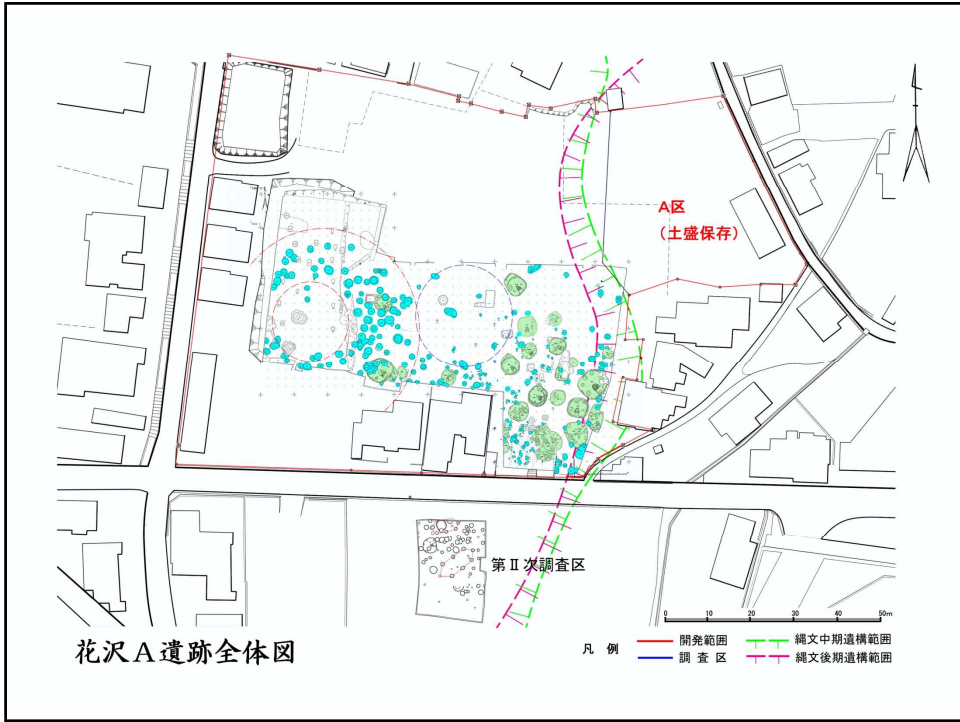 A区
（土盛保存）
第Ⅱ次調査区
0 10 20 30 40 50m
花沢A遺跡全体図
凡 例
開発範囲
調 査 区
縄文中期遺構範囲
縄文後期遺構範囲